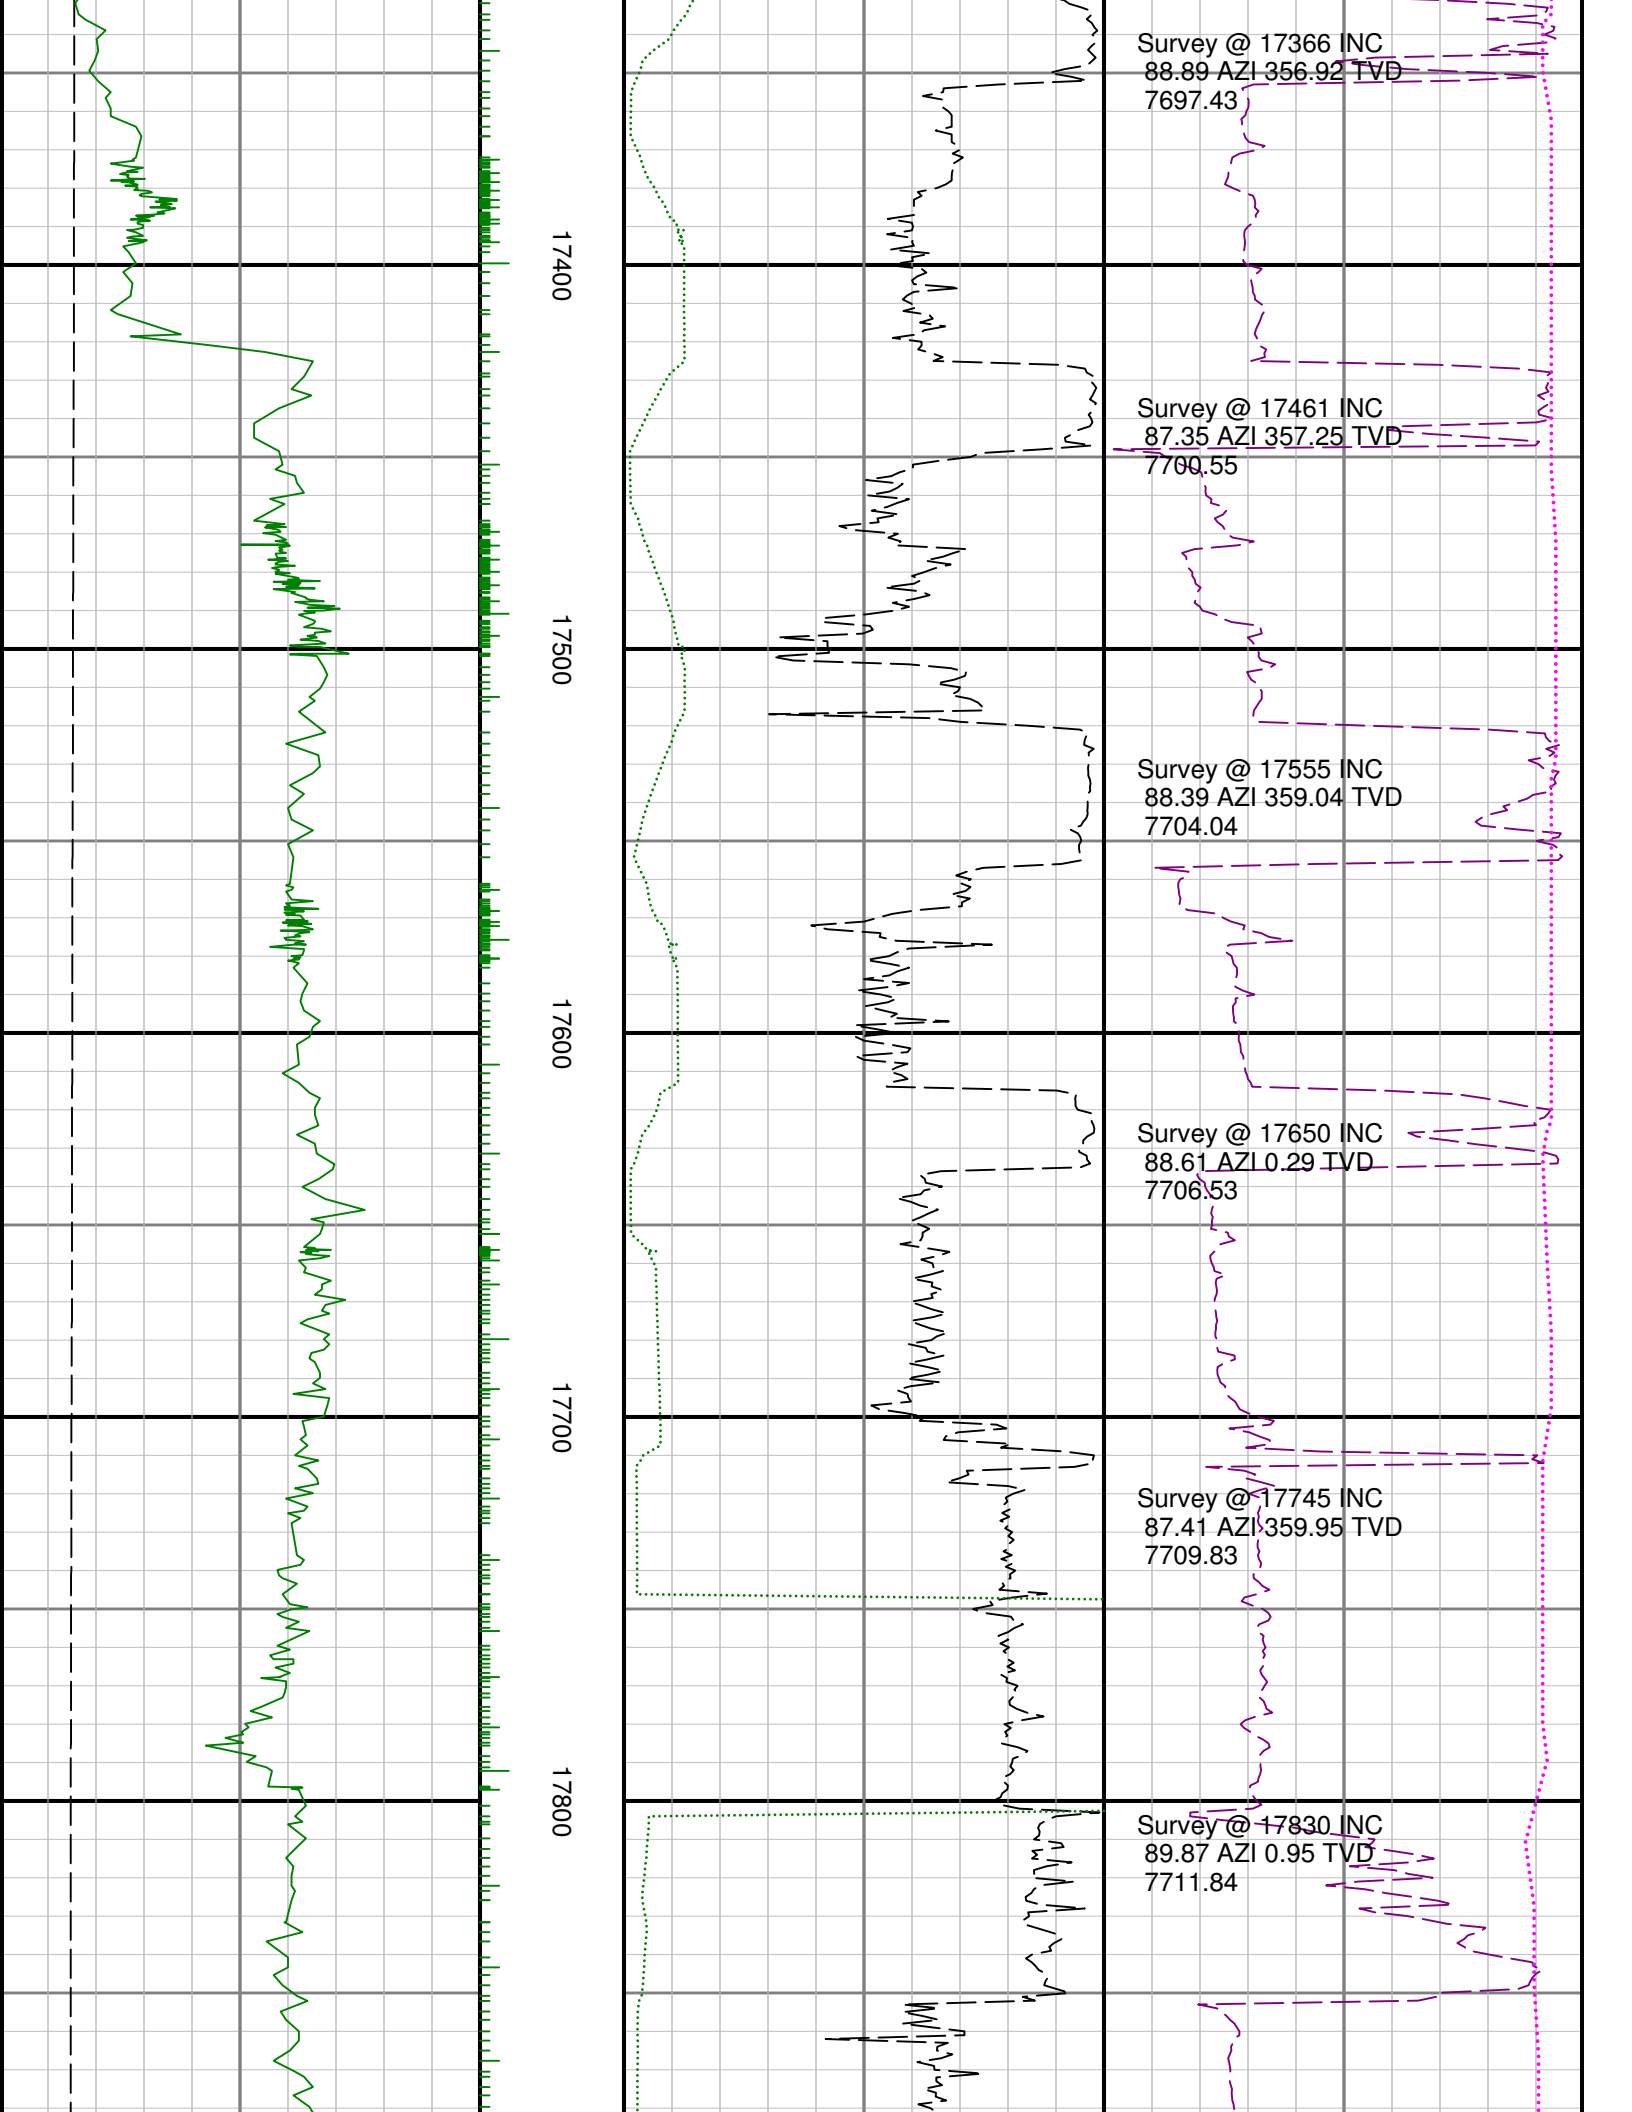 Survey @ 17366 INC
88.89 AZI 356.92 TVD
7697.43
17400
Survey @ 17461 INC
87.35 AZI 357.25 TVD
7700.55
17500
Survey @ 17555 INC
88.39 AZI 359.04 TVD
7704.04
17600
Survey @ 17650 INC
88.61 AZI 0.29 TVD
7706.53
17700
Survey @ 17745 INC
87.41 AZI 359.95 TVD
7709.83
17800
Survey @ 17830 INC
89.87 AZI 0.95 TVD
7711.84